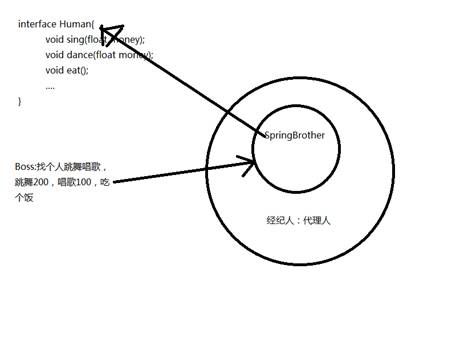 interface Human{
void sing(float money);
void dance(float money);
void eat();
....
}
SpringBrother
Boss:找个人跳舞唱歌，
跳舞200，唱歌100，吃
个饭
经纪人：代理人